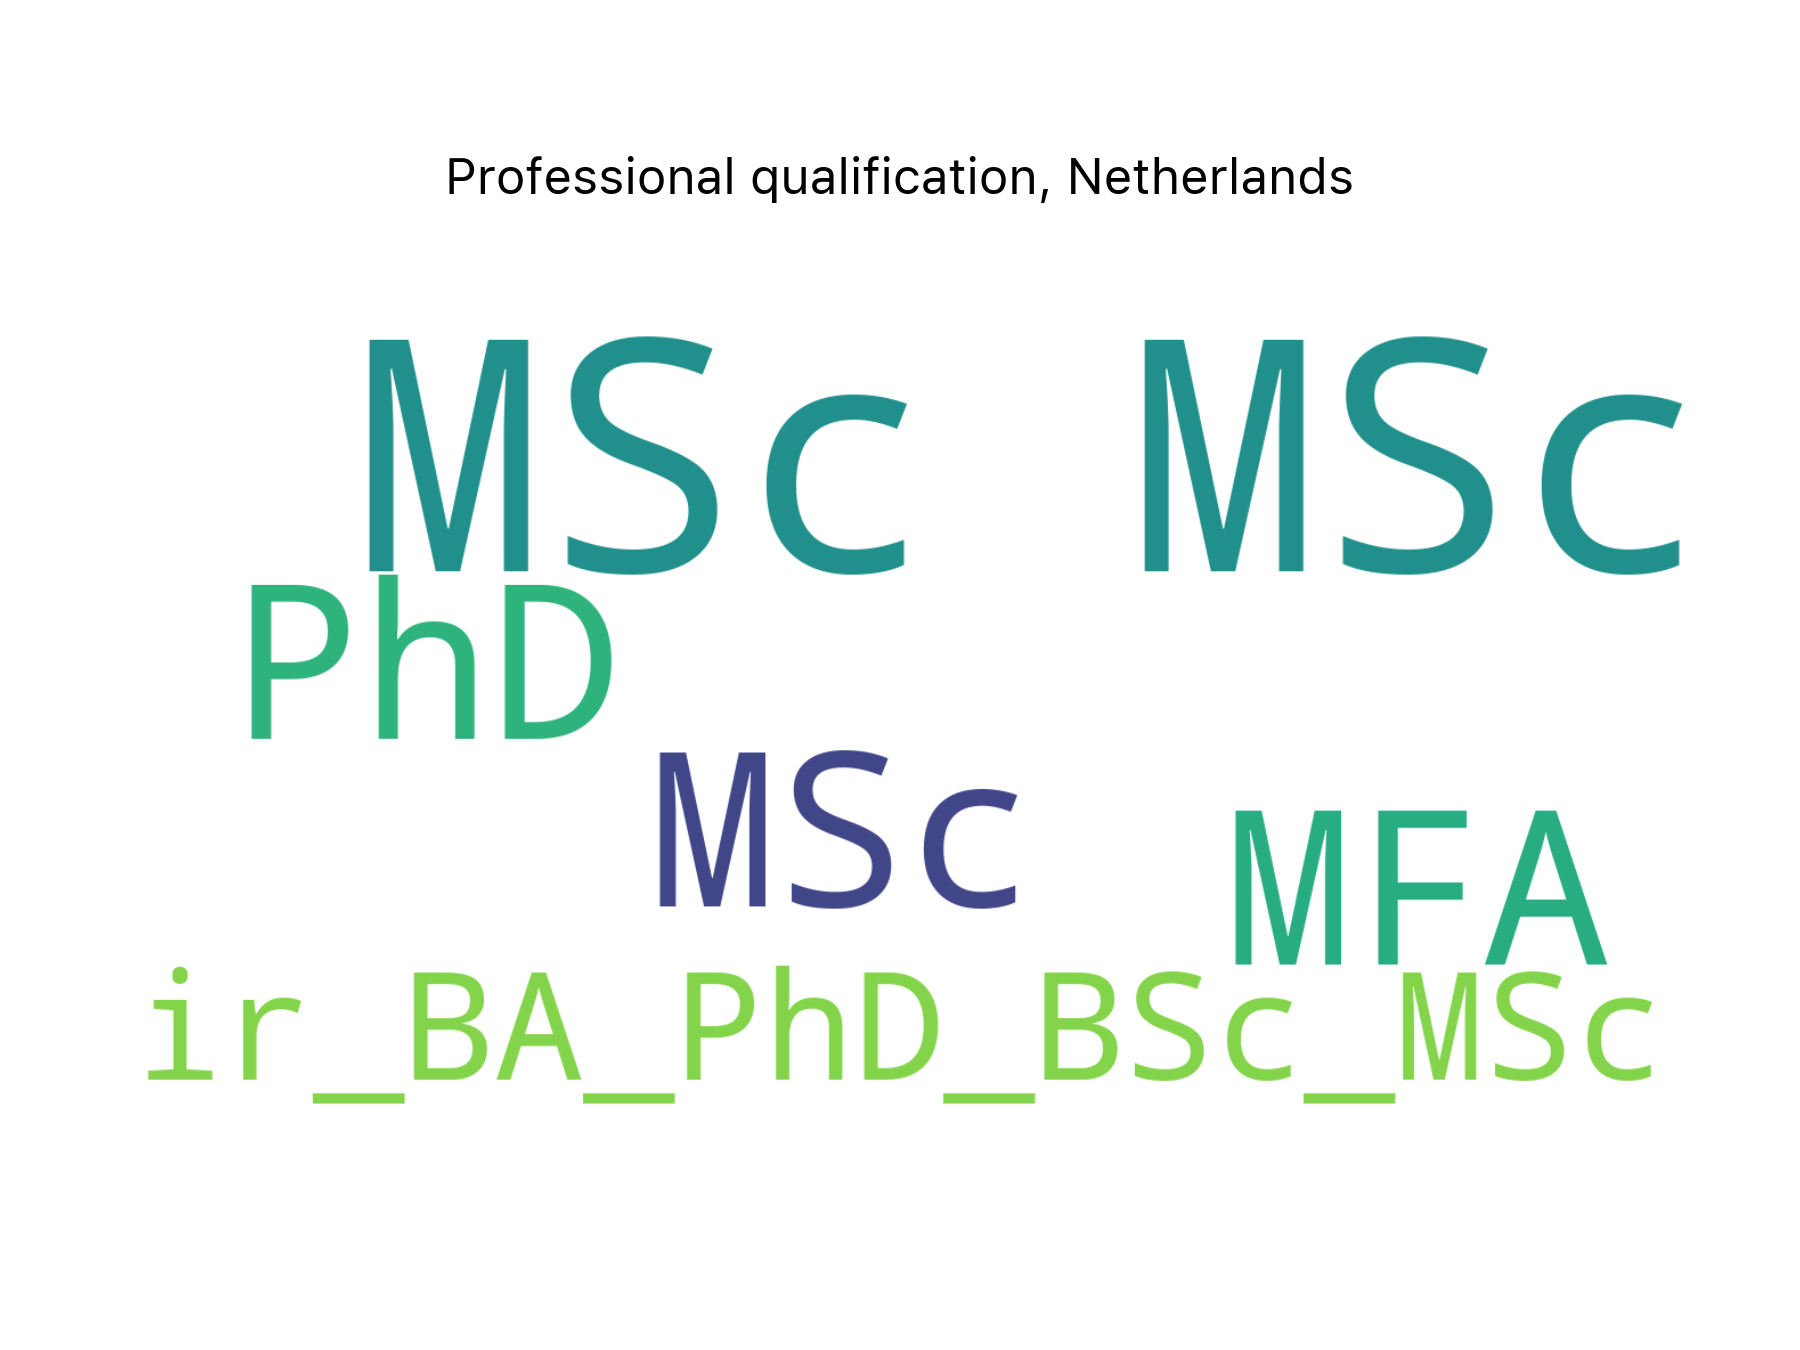 Professional qualification, Netherlands
MSc MSc
PhD
MSc
MFA
ir_BA_PhD_BSc_MSc